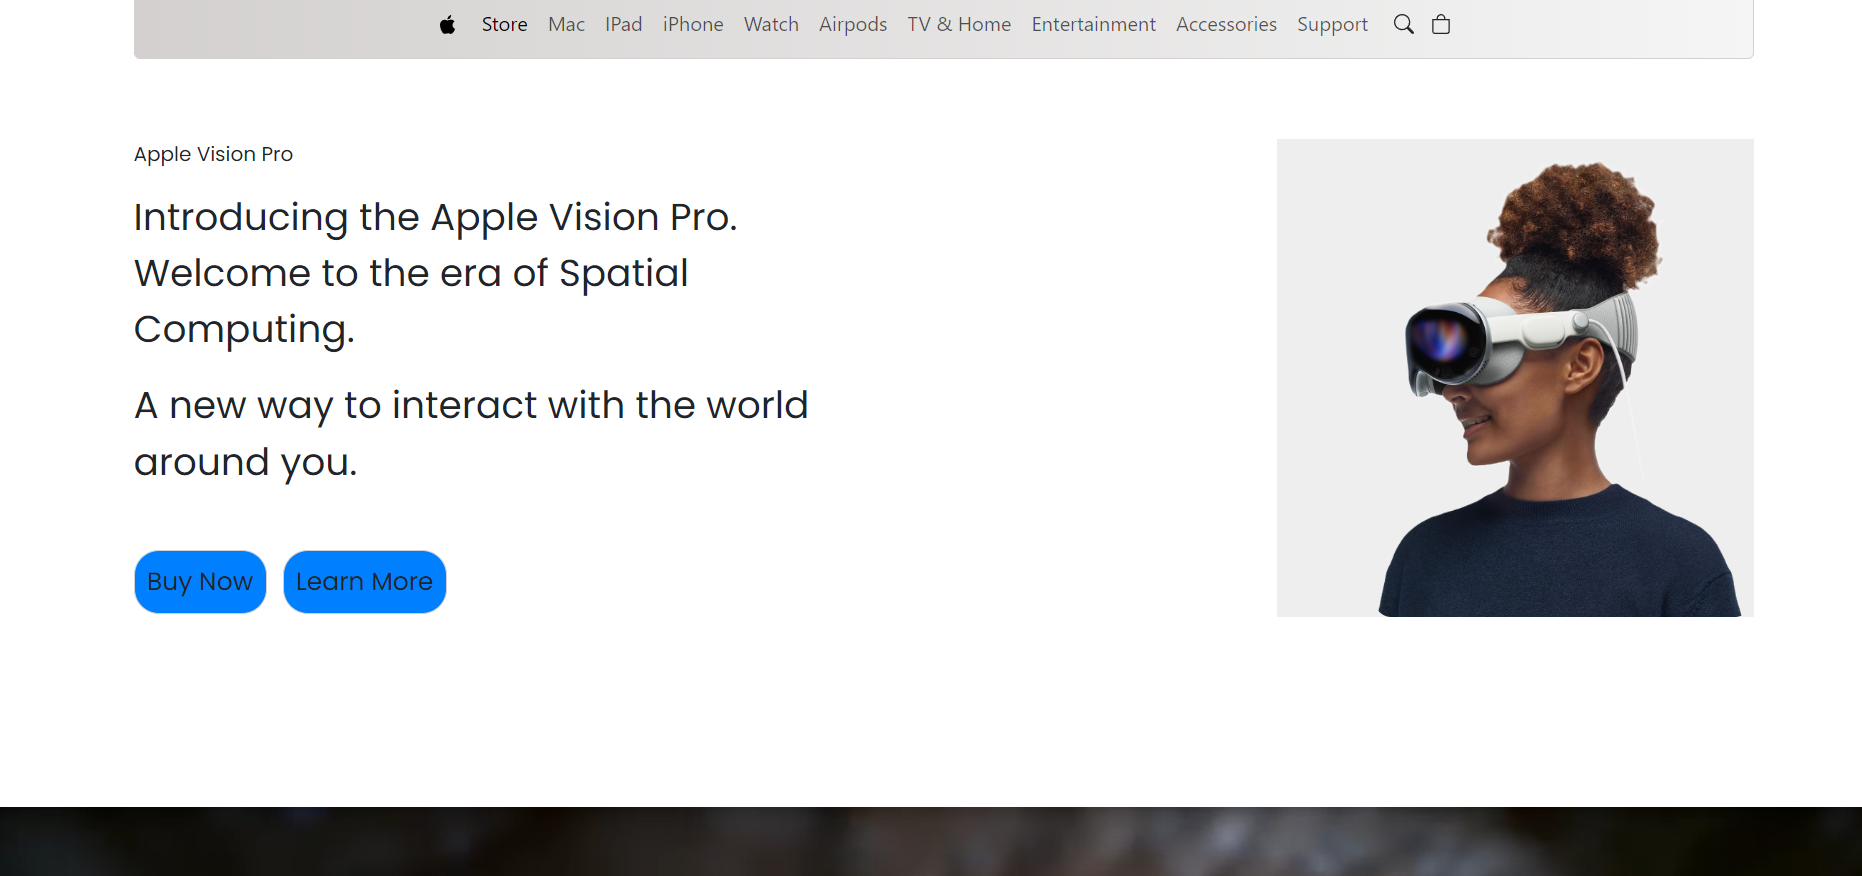 Store Mac IPad iPhone Watch Airpods TV & Home Entertainment Accessories Support
Apple Vision Pro
Introducing the Apple Vision Pro.
Welcome to the era of Spatial
Computing.
A new way to interact with the world
around you.
Buy Now Learn More